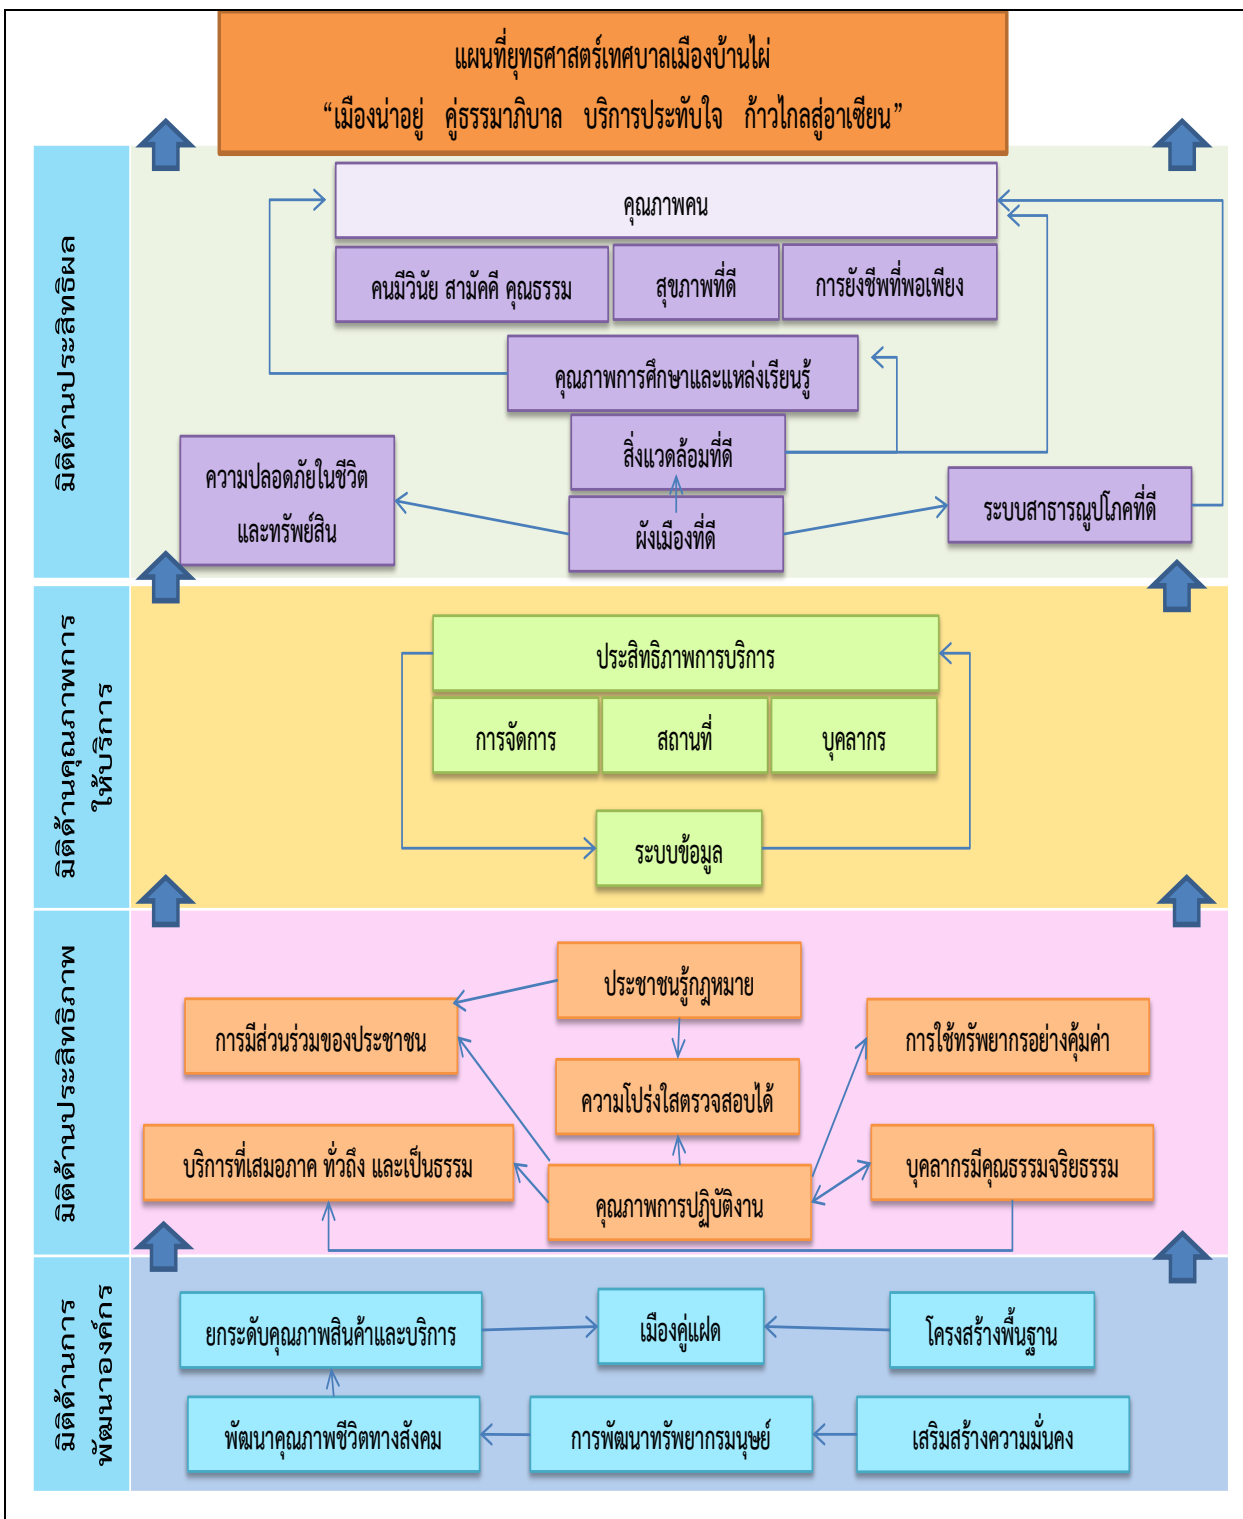 แผนที่ยุทธศาสตร์เทศบาลเมืองบ้านไผ่
“เมืองน่าอยู่ คู่ธรรมาภิบาล บริการประทับใจ ก้าวไกลสู่อาเซียน”
มิติด้านประสิทธิผล
คุณภาพคน
คนมีวินัย สามัคคี คุณธรรม
สุขภาพที่ดี
การยังชีพที่พอเพียง
คุณภาพการศึกษาและแหล่งเรียนรู้
สิ่งแวดล้อมที่ดี
ความปลอดภัยในชีวิต
และทรัพย์สิน
ผังเมืองที่ดี
ระบบสาธารณูปโภคที่ดี
มิติด้านคุณภาพการ
ให้บริการ
ประสิทธิภาพการบริการ
การจัดการ
สถานที่
บุคลากร
ระบบข้อมูล
มิติด้านประสิทธิภาพ
ประชาชนรู้กฎหมาย
การมีส่วนร่วมของประชาชน
การใช้ทรัพยากรอย่างคุ้มค่า
ความโปร่งใสตรวจสอบได้
บริการที่เสมอภาค ทั่วถึง และเป็นธรรม
คุณภาพการปฏิบัติงาน
บุคลากรมีคุณธรรมจริยธรรม
มิติด้านการ
พัฒนาองค์กร
ยกระดับคุณภาพสินค้าและบริการ
เมืองคู่แฝด
โครงสร้างพื้นฐาน
พัฒนาคุณภาพชีวิตทางสังคม
การพัฒนาทรัพยากรมนุษย์
เสริมสร้างความมั่นคง